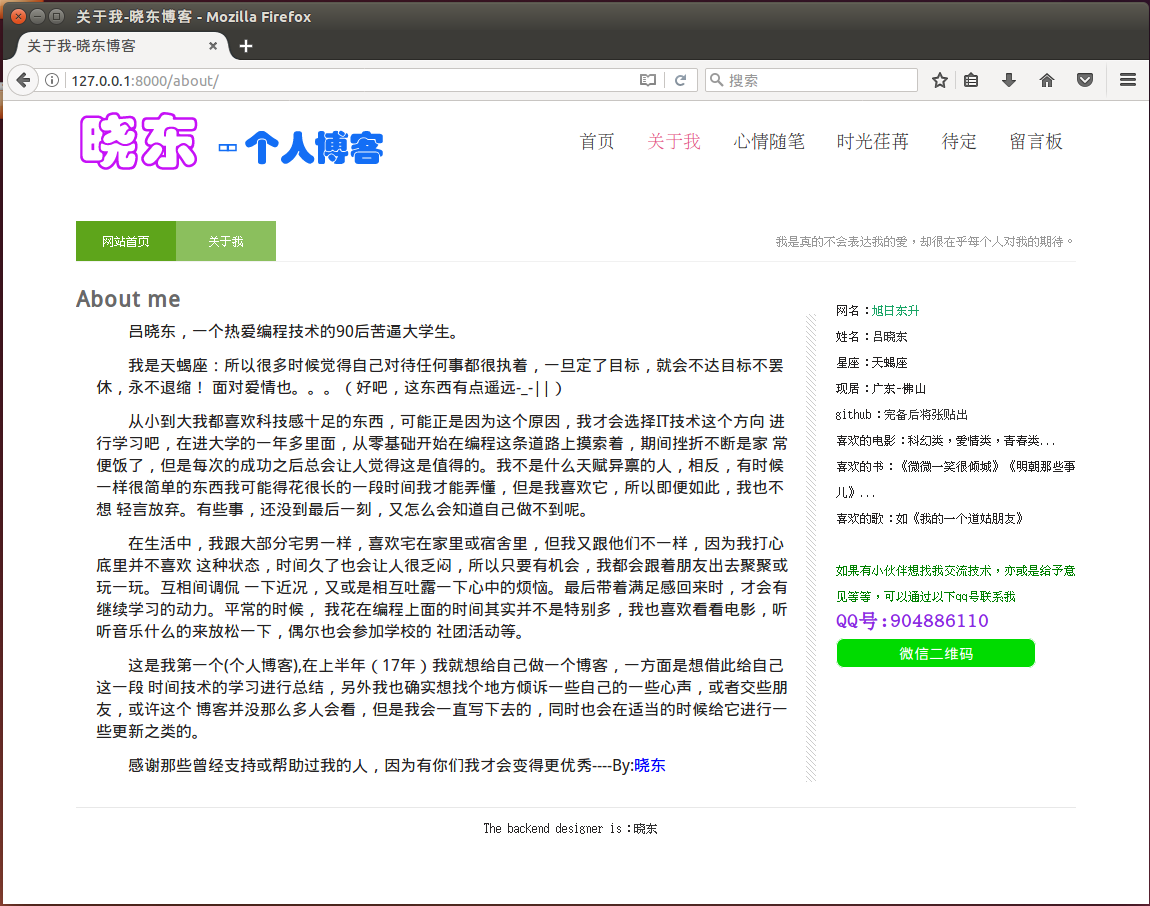 关于我-晓东博客 - Mozilla Firefox
关于我-晓东博客
127.0.0.1:8000/about/
搜索
晓东 -个人博客
首页 关于我 心情随笔 时光荏苒 待定 留言板
网站首页 关于我
我是真的不会表达我的爱，却很在乎每个人对我的期待。
About me
吕晓东，一个热爱编程技术的90后苦逼大学生。
我是天蝎座：所以很多时候觉得自己对待任何事都很执着，一旦定了目标，就会不达目标不罢
休，永不退缩！ 面对爱情也。。。（好吧，这东西有点遥远-_-||）
从小到大我都喜欢科技感十足的东西，可能正是因为这个原因，我才会选择IT技术这个方向 进
行学习吧，在进大学的一年多里面，从零基础开始在编程这条道路上摸索着，期间挫折不断是家 常
便饭了，但是每次的成功之后总会让人觉得这是值得的。我不是什么天赋异禀的人，相反，有时候
一样很简单的东西我可能得花很长的一段时间我才能弄懂，但是我喜欢它，所以即便如此，我也不
想 轻言放弃。有些事，还没到最后一刻，又怎么会知道自己做不到呢。
在生活中，我跟大部分宅男一样，喜欢宅在家里或宿舍里，但我又跟他们不一样，因为我打心
底里并不喜欢 这种状态，时间久了也会让人很乏闷，所以只要有机会，我都会跟着朋友出去聚聚或
玩一玩。互相间调侃 一下近况，又或是相互吐露一下心中的烦恼。最后带着满足感回来时，才会有
继续学习的动力。平常的时候， 我花在编程上面的时间其实并不是特别多，我也喜欢看看电影，听
听音乐什么的来放松一下，偶尔也会参加学校的 社团活动等。
这是我第一个(个人博客),在上半年（17年）我就想给自己做一个博客，一方面是想借此给自己
这一段 时间技术的学习进行总结，另外我也确实想找个地方倾诉一些自己的一些心声，或者交些朋
友，或许这个 博客并没那么多人会看，但是我会一直写下去的，同时也会在适当的时候给它进行一
些更新之类的。
感谢那些曾经支持或帮助过我的人，因为有你们我才会变得更优秀----By:晓东
网名：旭日东升
姓名：吕晓东
星座：天蝎座
现居：广东-佛山
github：完备后将张贴出
喜欢的电影：科幻类，爱情类，青春类...
喜欢的书：《微微一笑很倾城》《明朝那些事
儿》...
喜欢的歌：如《我的一个道姑朋友》
如果有小伙伴想找我交流技术，亦或是给予意
见等等，可以通过以下qq号联系我
QQ号:904886110
微信二维码
The backend designer is：晓东